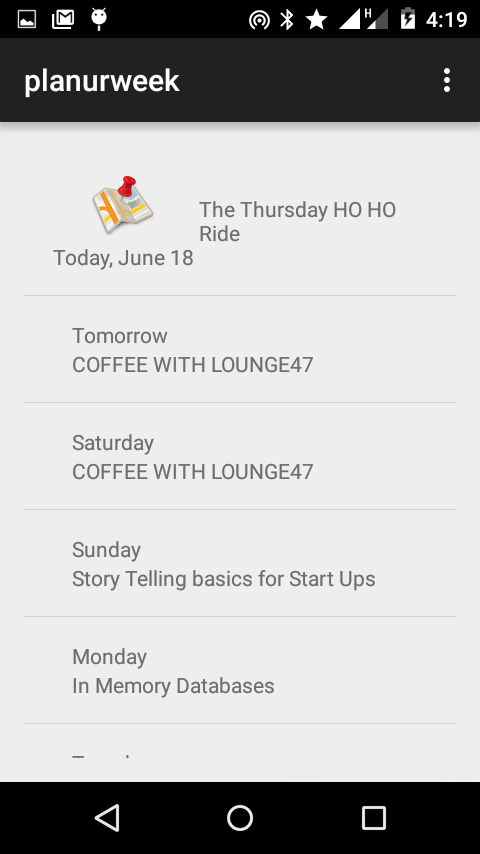 H
4:19
planurweek
The Thursday HO HO
Ride
Today, June 18
Tomorrow
COFFEE WITH LOUNGE47
Saturday
COFFEE WITH LOUNGE47
Sunday
Story Telling basics for Start Ups
Monday
In Memory Databases